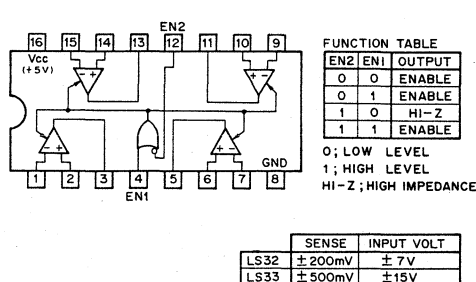 EN2
16 15 14 13 12 11 10 9
Vcc
(+5V)
- +
- +
- +
- +
GND
1 2 3 4 5 6 7 8
EN1
FUNCTION TABLE
EN2 EN1 OUTPUT
0 0 ENABLE
0 1 ENABLE
1 0 HI-Z
1 1 ENABLE
0; LOW LEVEL
1; HIGH LEVEL
HI-Z; HIGH IMPEDANCE
SENSE INPUT VOLT
LS32 ±200mV ±7V
LS33 ±500mV ±15V